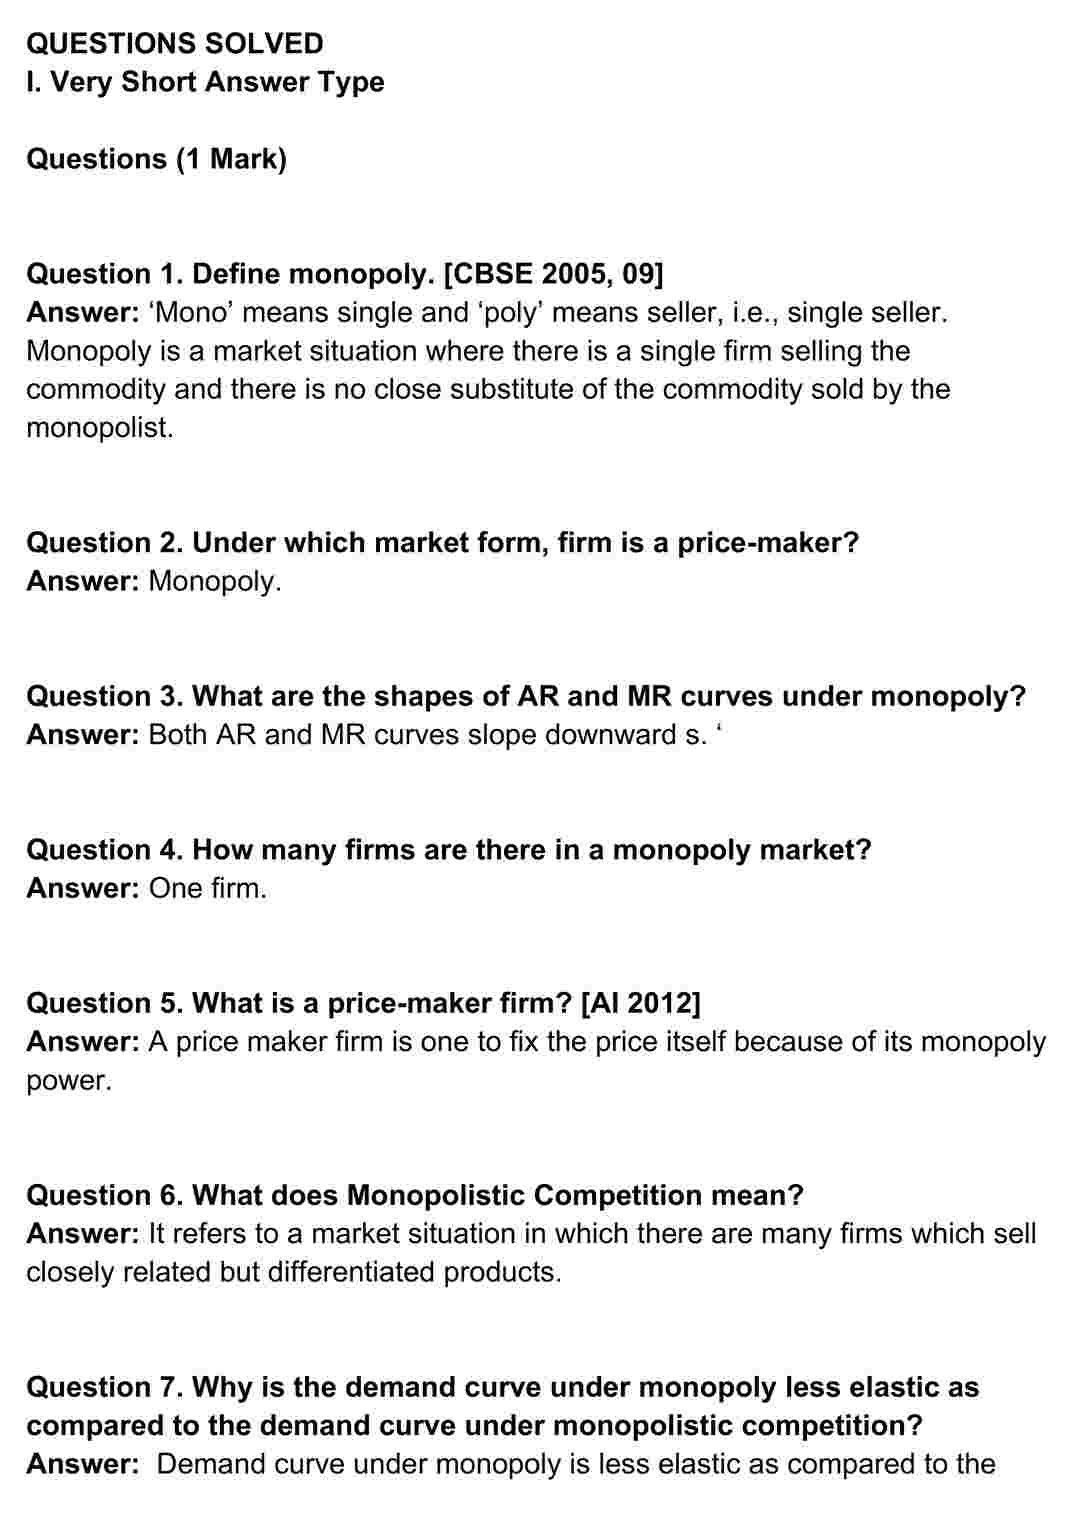 QUESTIONS SOLVED
I. Very Short Answer Type
Questions (1 Mark)
Question 1. Define monopoly. [CBSE 2005, 09]
Answer: ‘Mono’ means single and ‘poly’ means seller, i.e., single seller.
Monopoly is a market situation where there is a single firm selling the
commodity and there is no close substitute of the commodity sold by the
monopolist.
Question 2. Under which market form, firm is a price-maker?
Answer: Monopoly.
Question 3. What are the shapes of AR and MR curves under monopoly?
Answer: Both AR and MR curves slope downward s. ‘
Question 4. How many firms are there in a monopoly market?
Answer: One firm.
Question 5. What is a price-maker firm? [AI 2012]
Answer: A price maker firm is one to fix the price itself because of its monopoly
power.
Question 6. What does Monopolistic Competition mean?
Answer: It refers to a market situation in which there are many firms which sell
closely related but differentiated products.
Question 7. Why is the demand curve under monopoly less elastic as
compared to the demand curve under monopolistic competition?
Answer:  Demand curve under monopoly is less elastic as compared to the